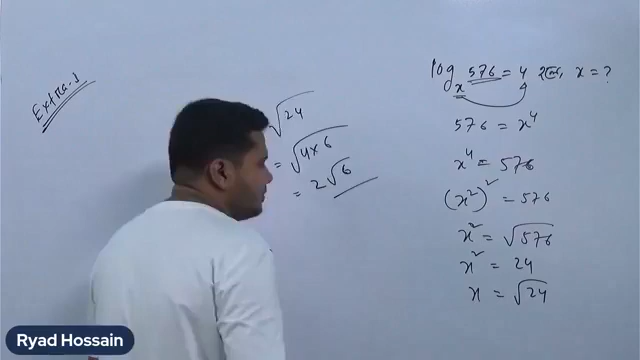 Extra-1
√24
= √4×6
= 2√6
logₓ 576 = 4 হলে, x = ?
576 = x⁴
x⁴ = 576
(x²)² = 576
x² = √576
x² = 24
x = √24
Ryad Hossain